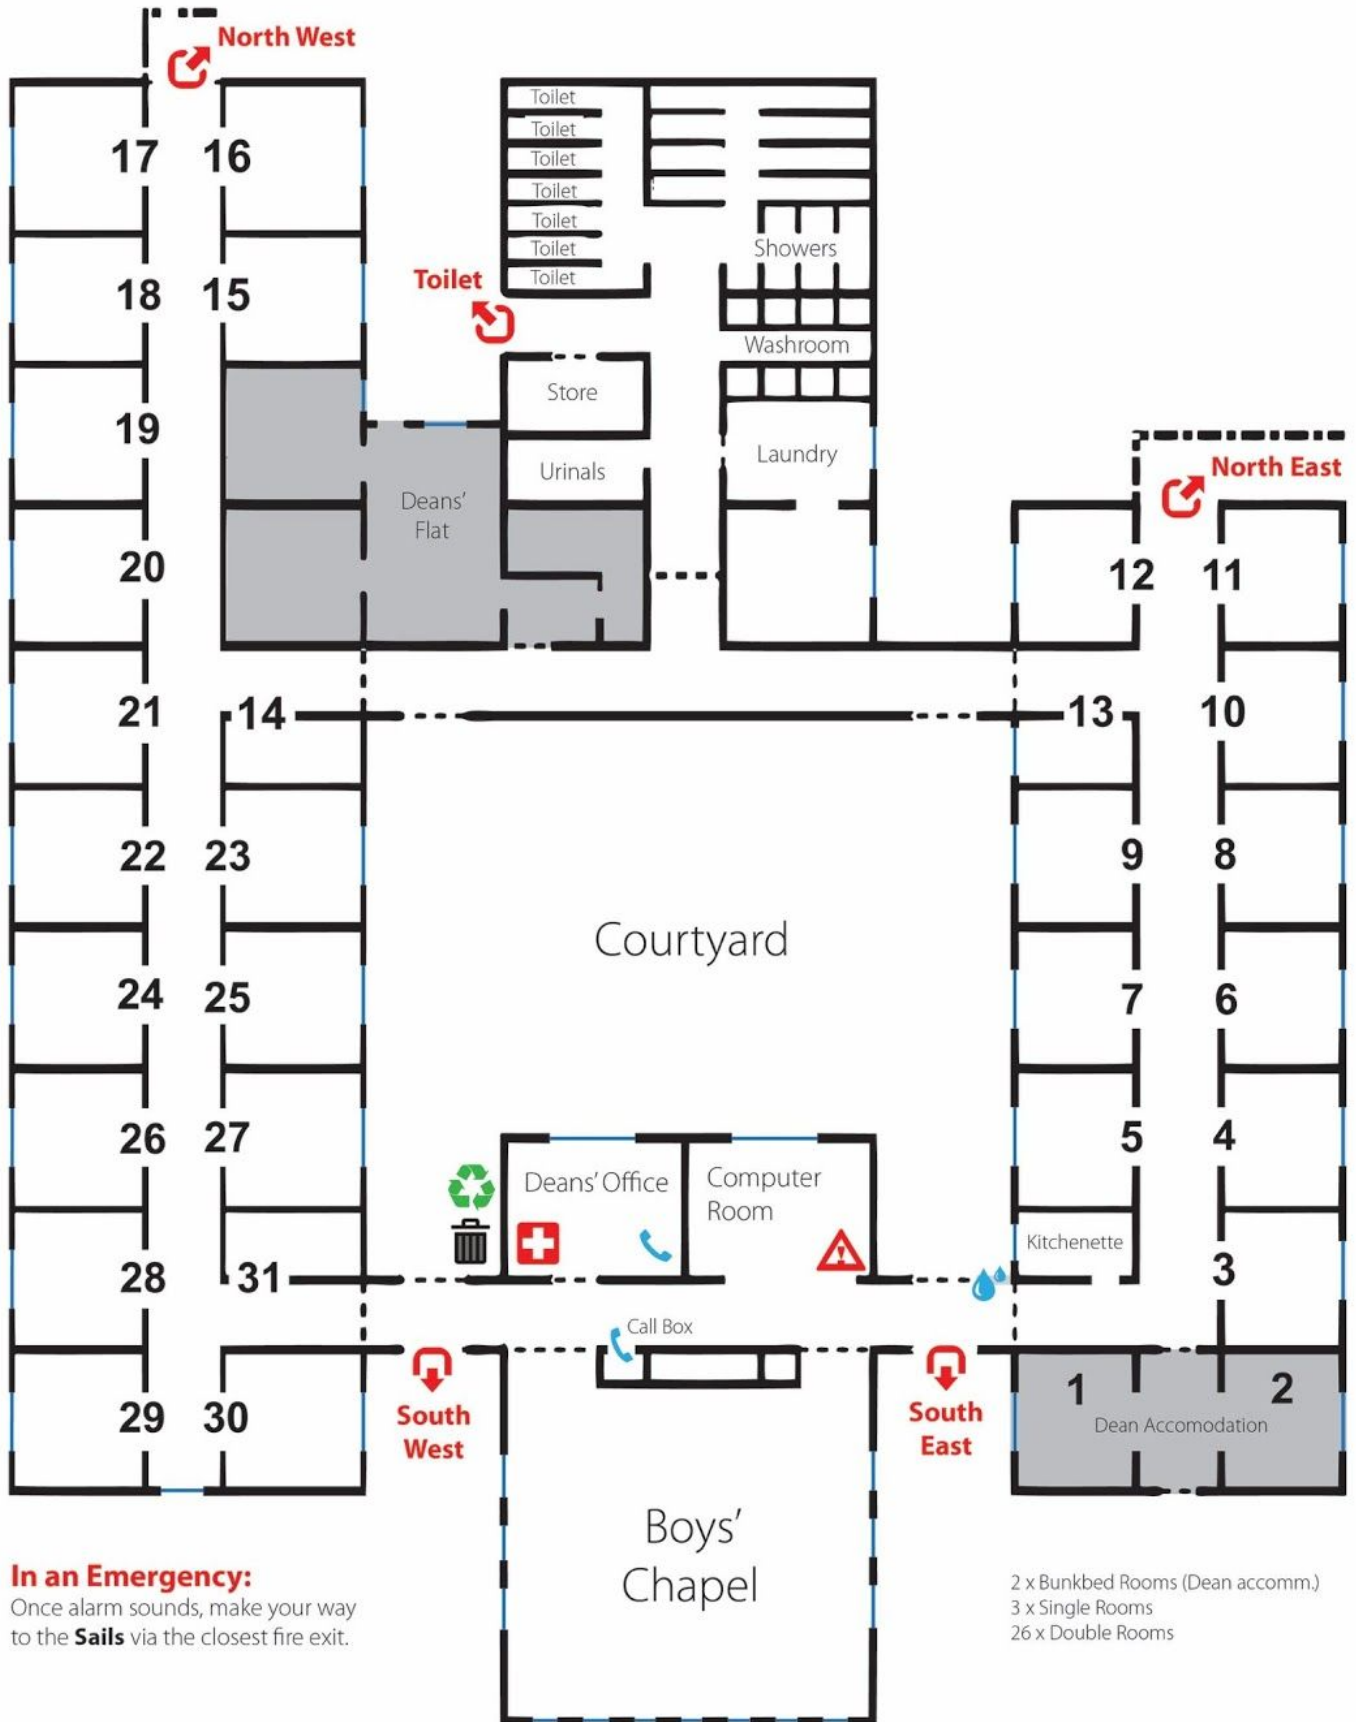 North West
17
16
Toilet
Toilet
Toilet
Toilet
Toilet
Toilet
Toilet
Showers
18
15
Toilet
Washroom
Store
19
Laundry
Urinals
North East
Deans'
Flat
20
12
11
21
14
13
10
22
23
9
8
Courtyard
24
25
7
6
26
27
5
4
Deans' Office
Computer
Room
Kitchenette
28
31
3
Call Box
1
2
South
West
South
East
Dean Accomodation
29
30
Boys'
Chapel
In an Emergency:
Once alarm sounds, make your way
to the Sails via the closest fire exit.
2 x Bunkbed Rooms (Dean accomm.)
3 x Single Rooms
26 x Double Rooms